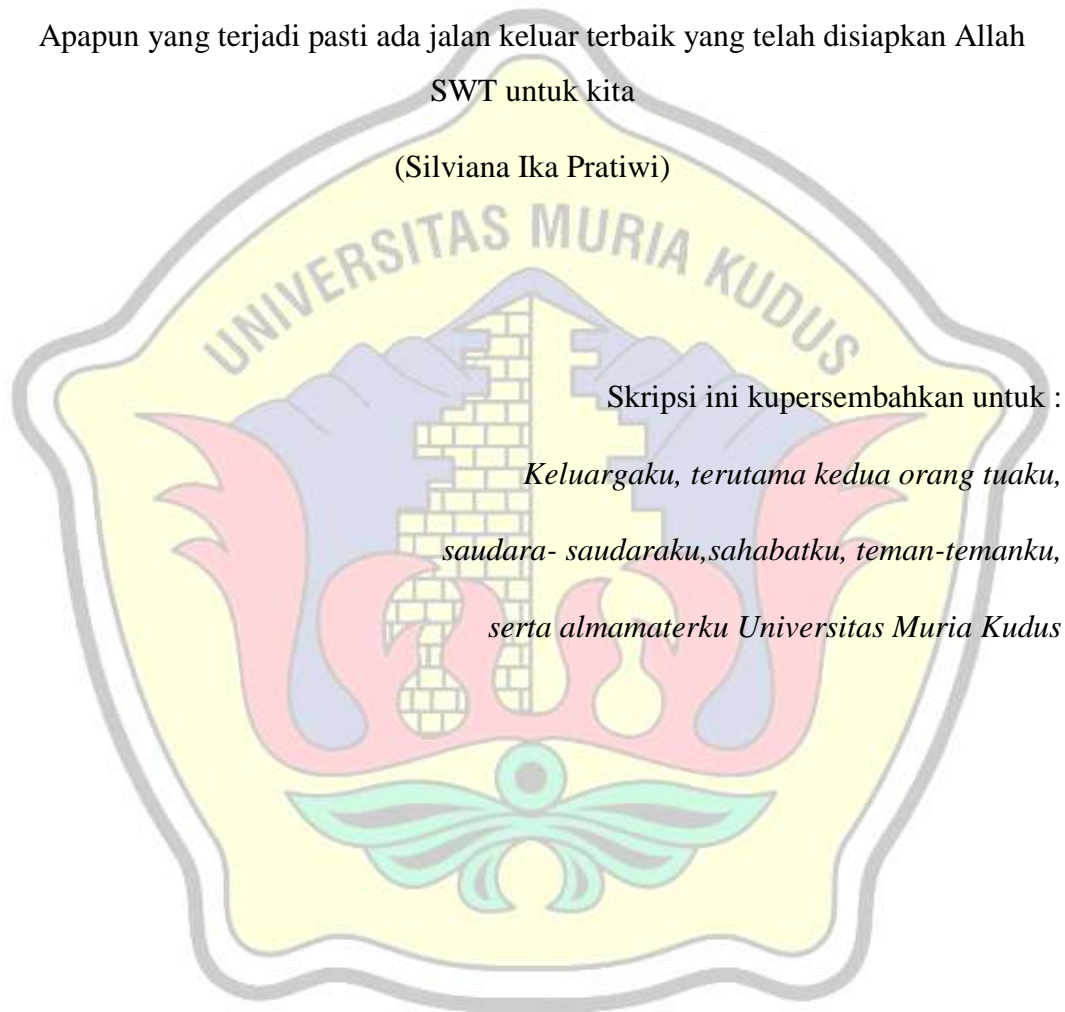 Apapun yang terjadi pasti ada jalan keluar terbaik yang telah disiapkan Allah
SWT untuk kita
(Silviana Ika Pratiwi)
UNIVERSITAS MURIA KUDUS
Skripsi ini kupersembahkan untuk :
Keluargaku, terutama kedua orang tuaku,
saudara- saudaraku,sahabatku, teman-temanku,
serta almamaterku Universitas Muria Kudus